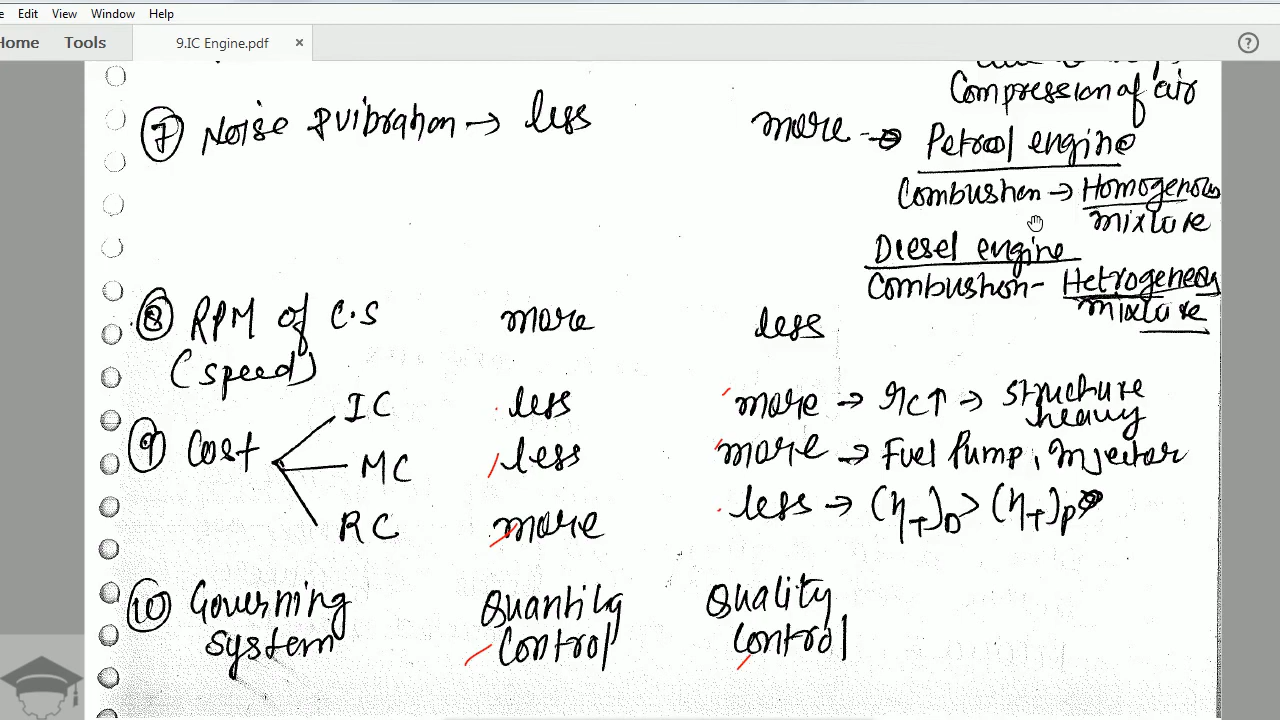 Edit View Window Help
Home Tools 9.IC Engine.pdf × ?
Compression of air
⑦ Noise & vibration → less more → Petrol engine
Combustion → Homogenous
mixture
Diesel engine
Combustion - Hetrogeneous
mixture
⑧ RPM of C.S more less
(speed)
⑨ Cost IC less more → rc↑ → Structure
heavy
MC less more → Fuel Pump, Injector
RC more less → (ηT)D > (ηT)P
⑩ Governing Quantity Quality
system Control Control